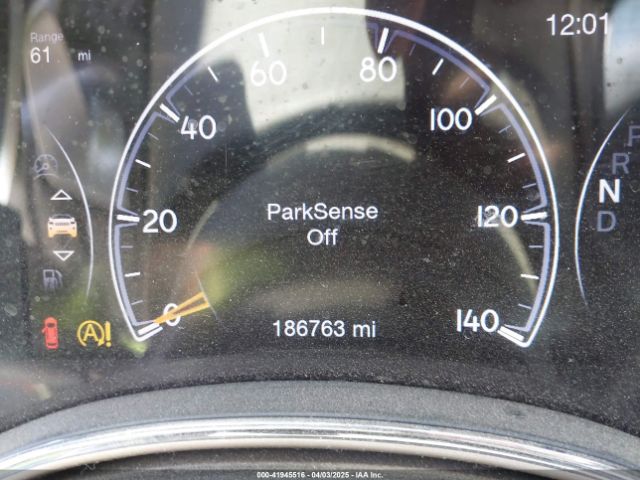 Range
61 mi
12:01
0
20
40
60
80
100
120
140
ParkSense
Off
186763 mi
P
R
N
D
000-41945516 - 04/03/2025 - IAA Inc.